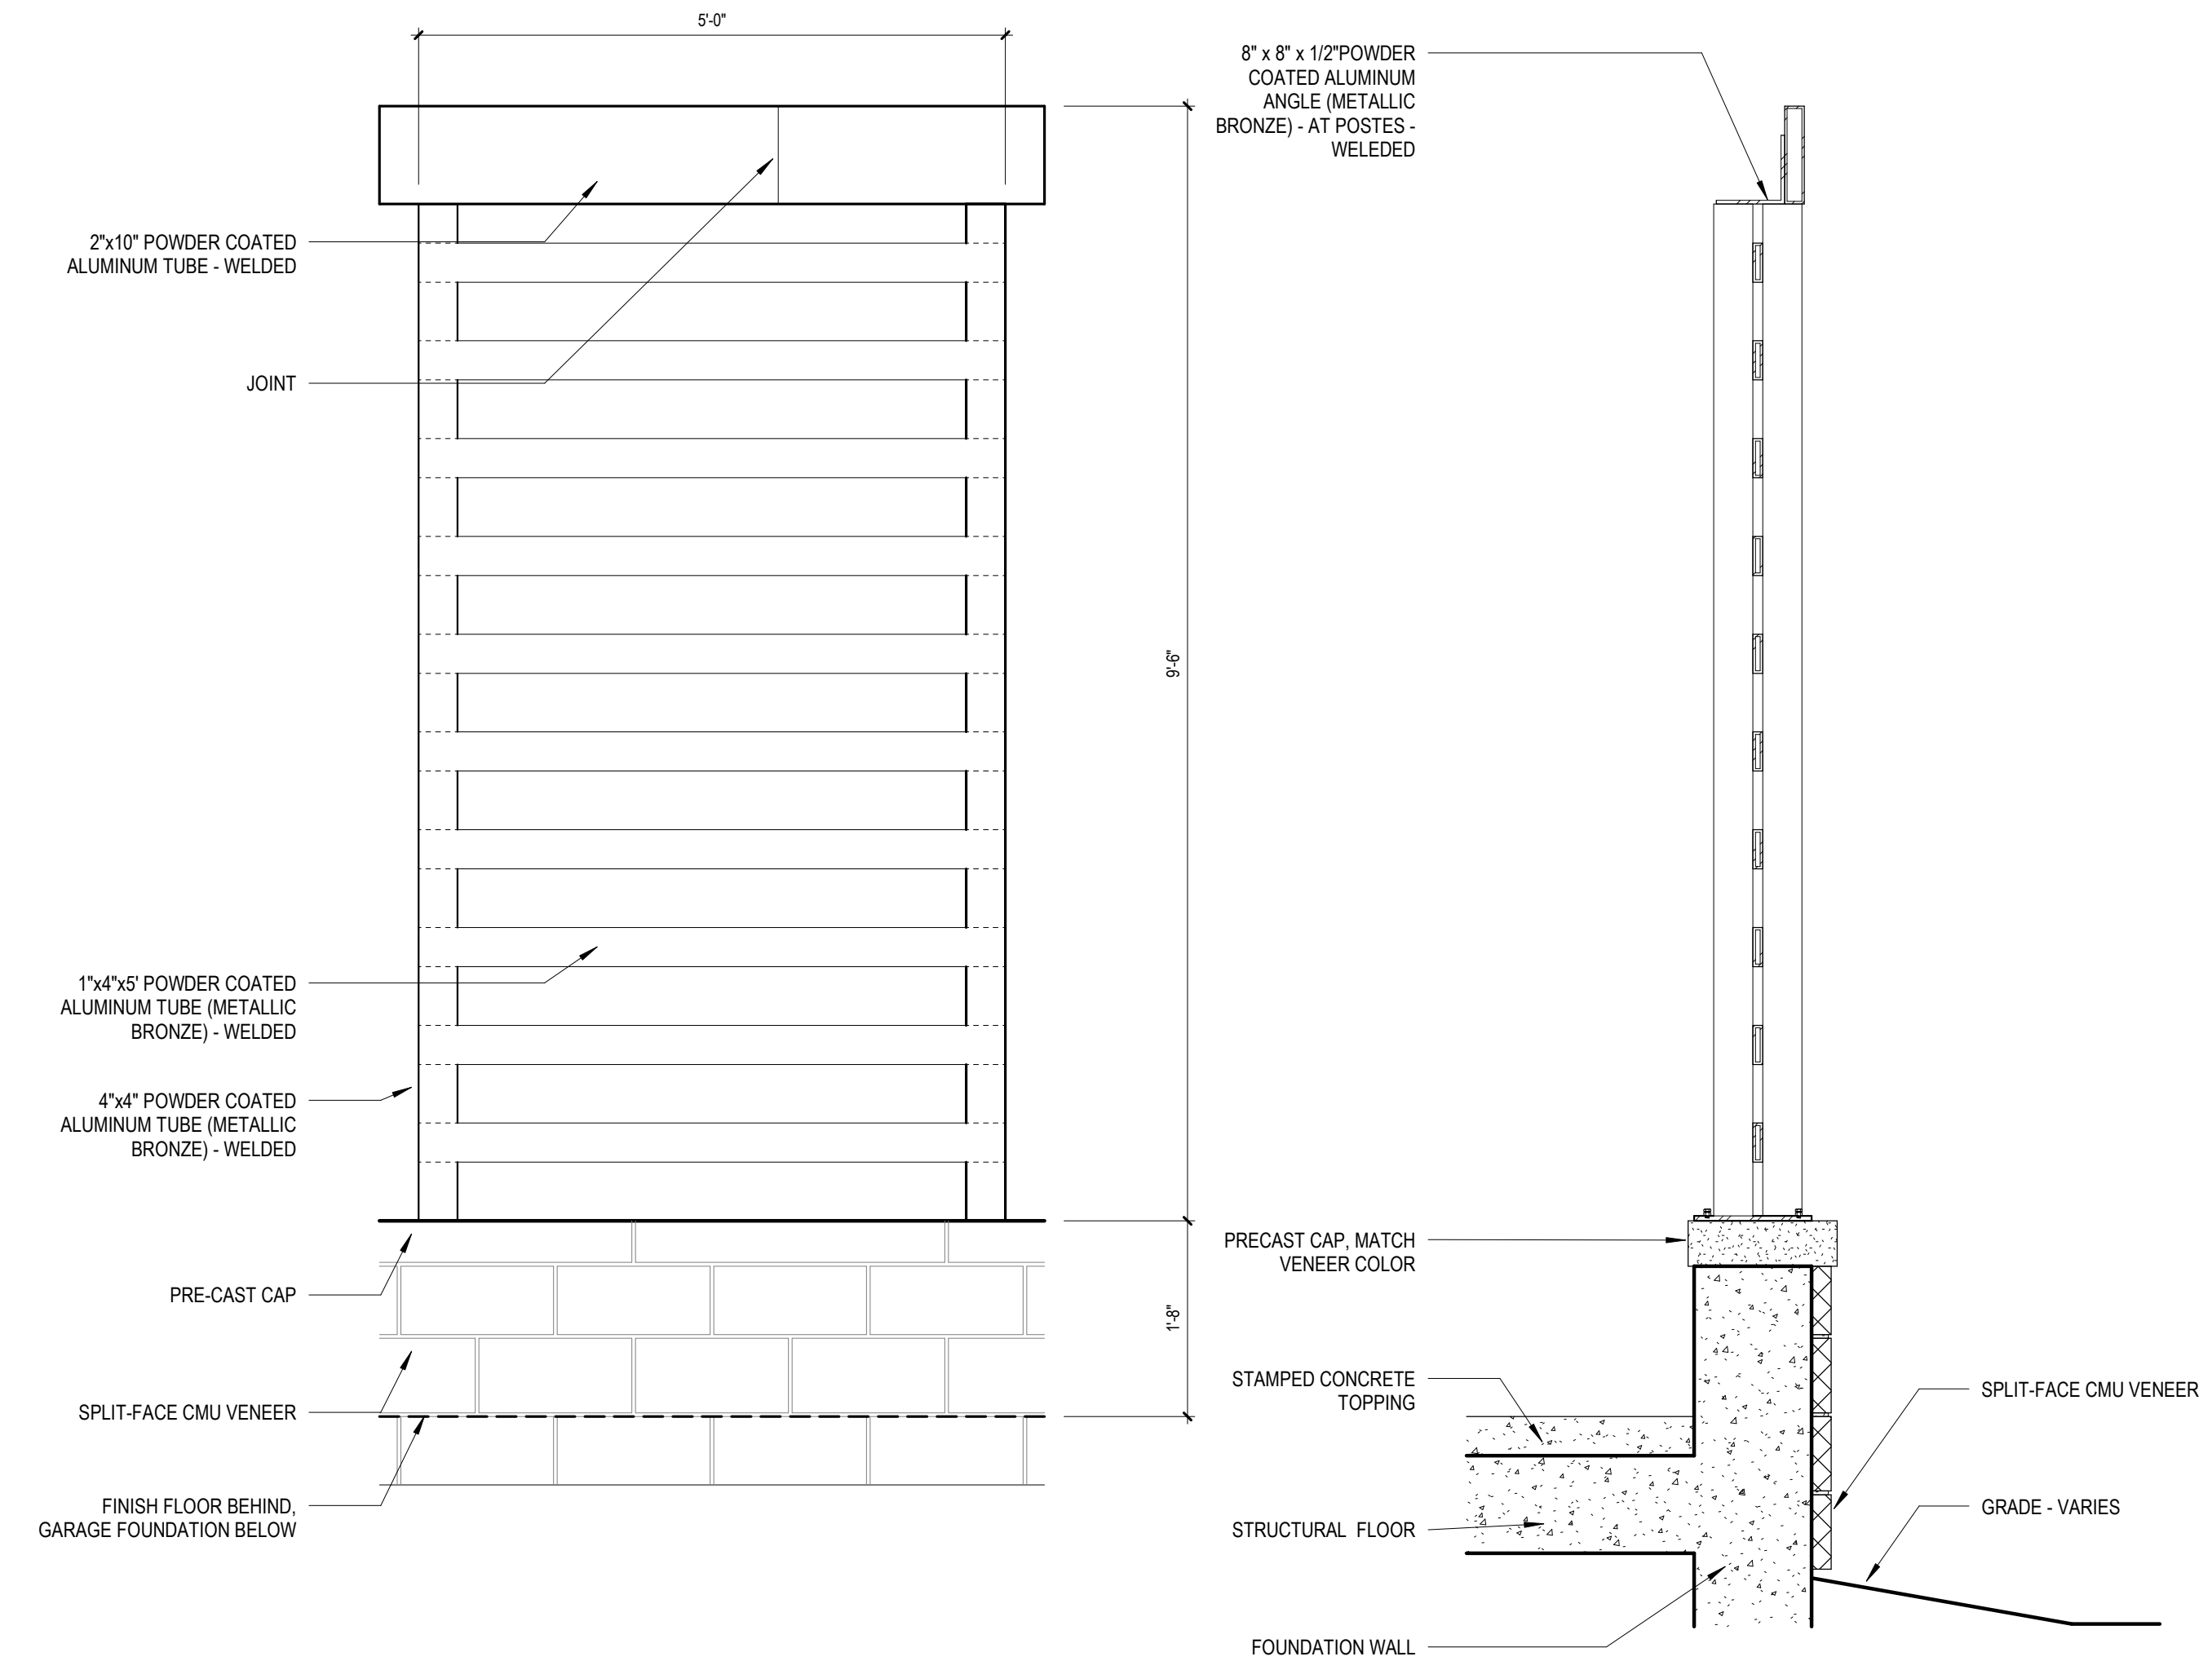 5'-0"
2"x10" POWDER COATED
ALUMINUM TUBE - WELDED
JOINT
1"x4"x5' POWDER COATED
ALUMINUM TUBE (METALLIC
BRONZE) - WELDED
4"x4" POWDER COATED
ALUMINUM TUBE (METALLIC
BRONZE) - WELDED
PRE-CAST CAP
SPLIT-FACE CMU VENEER
FINISH FLOOR BEHIND,
GARAGE FOUNDATION BELOW
9'-6"
1'-8"
8" x 8" x 1/2"POWDER
COATED ALUMINUM
ANGLE (METALLIC
BRONZE) - AT POSTES -
WELEDED
PRECAST CAP, MATCH
VENEER COLOR
STAMPED CONCRETE
TOPPING
STRUCTURAL FLOOR
FOUNDATION WALL
SPLIT-FACE CMU VENEER
GRADE - VARIES